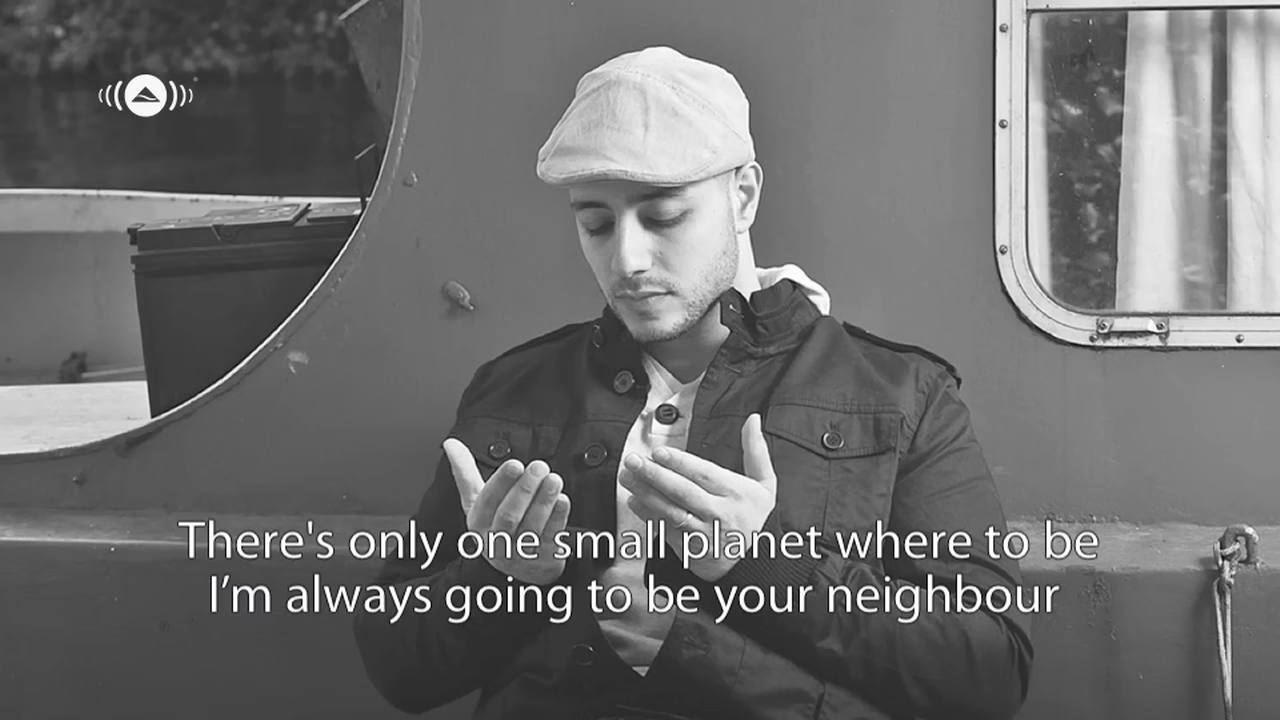 There's only one small planet where to be
I’m always going to be your neighbour